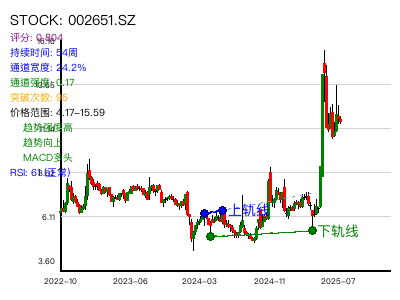 STOCK: 002651.SZ
评分: 0.804
持续时间: 54周
通道宽度: 24.2%
通道强度: 0.17
突破次数: 95
价格范围: 4.17–15.59
趋势强度高
趋势向上
MACD多头
RSI: 61 (正常)
上轨线
下轨线
6.11
3.60
2022–10
2023–06
2024–03
2024–11
2025–07